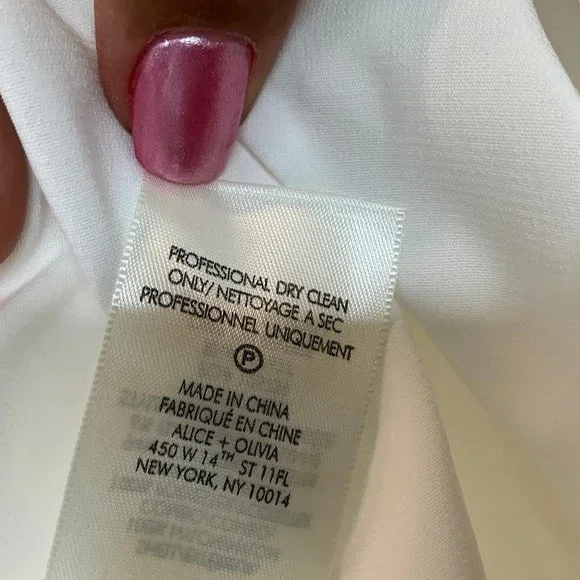 PROFESSIONAL DRY CLEAN
ONLY/ NETTOYAGE A SEC
PROFESSIONNEL UNIQUEMENT
P
MADE IN CHINA
FABRIQUÉ EN CHINE
ALICE + OLIVIA
450 W 14TH ST 11FL
NEW YORK, NY 10014